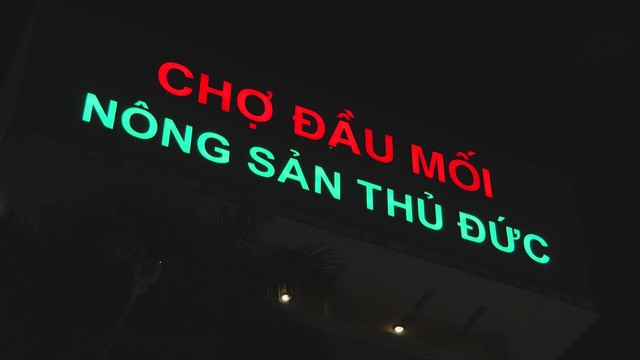 CHỢ ĐẦU MỐI
NÔNG SẢN THỦ ĐỨC